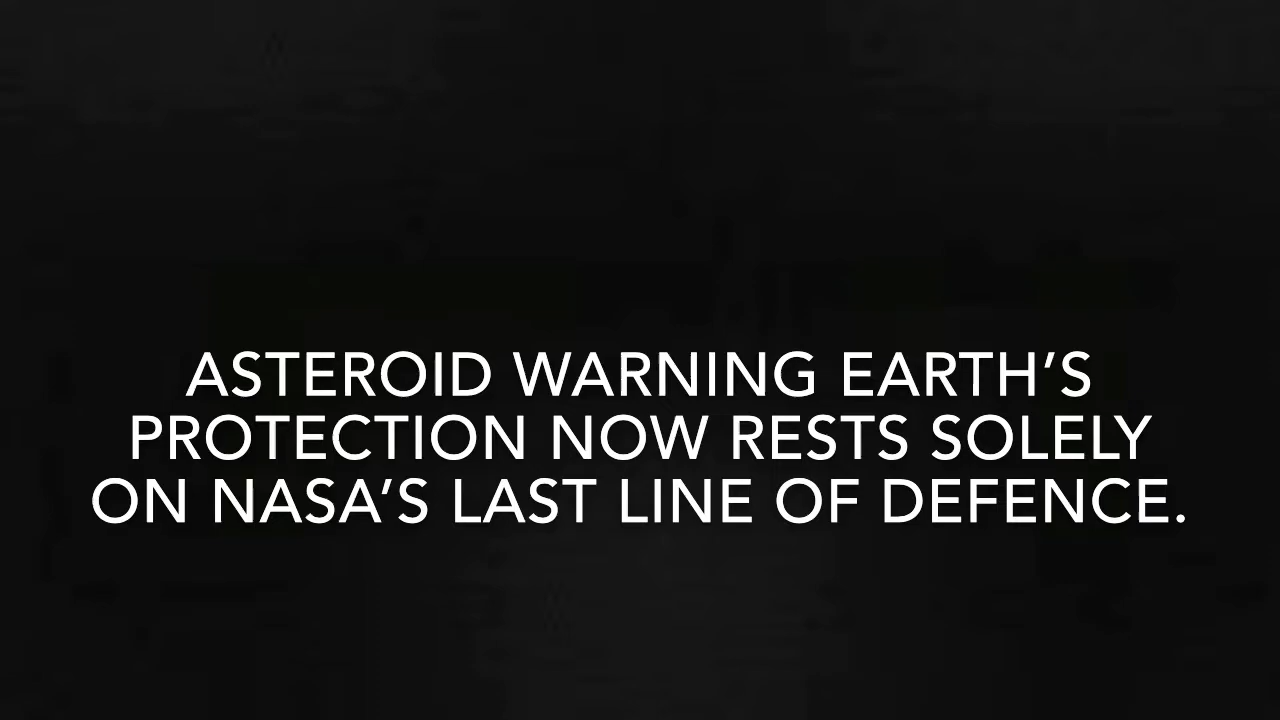 ASTEROID WARNING EARTH’S
PROTECTION NOW RESTS SOLELY
ON NASA’S LAST LINE OF DEFENCE.